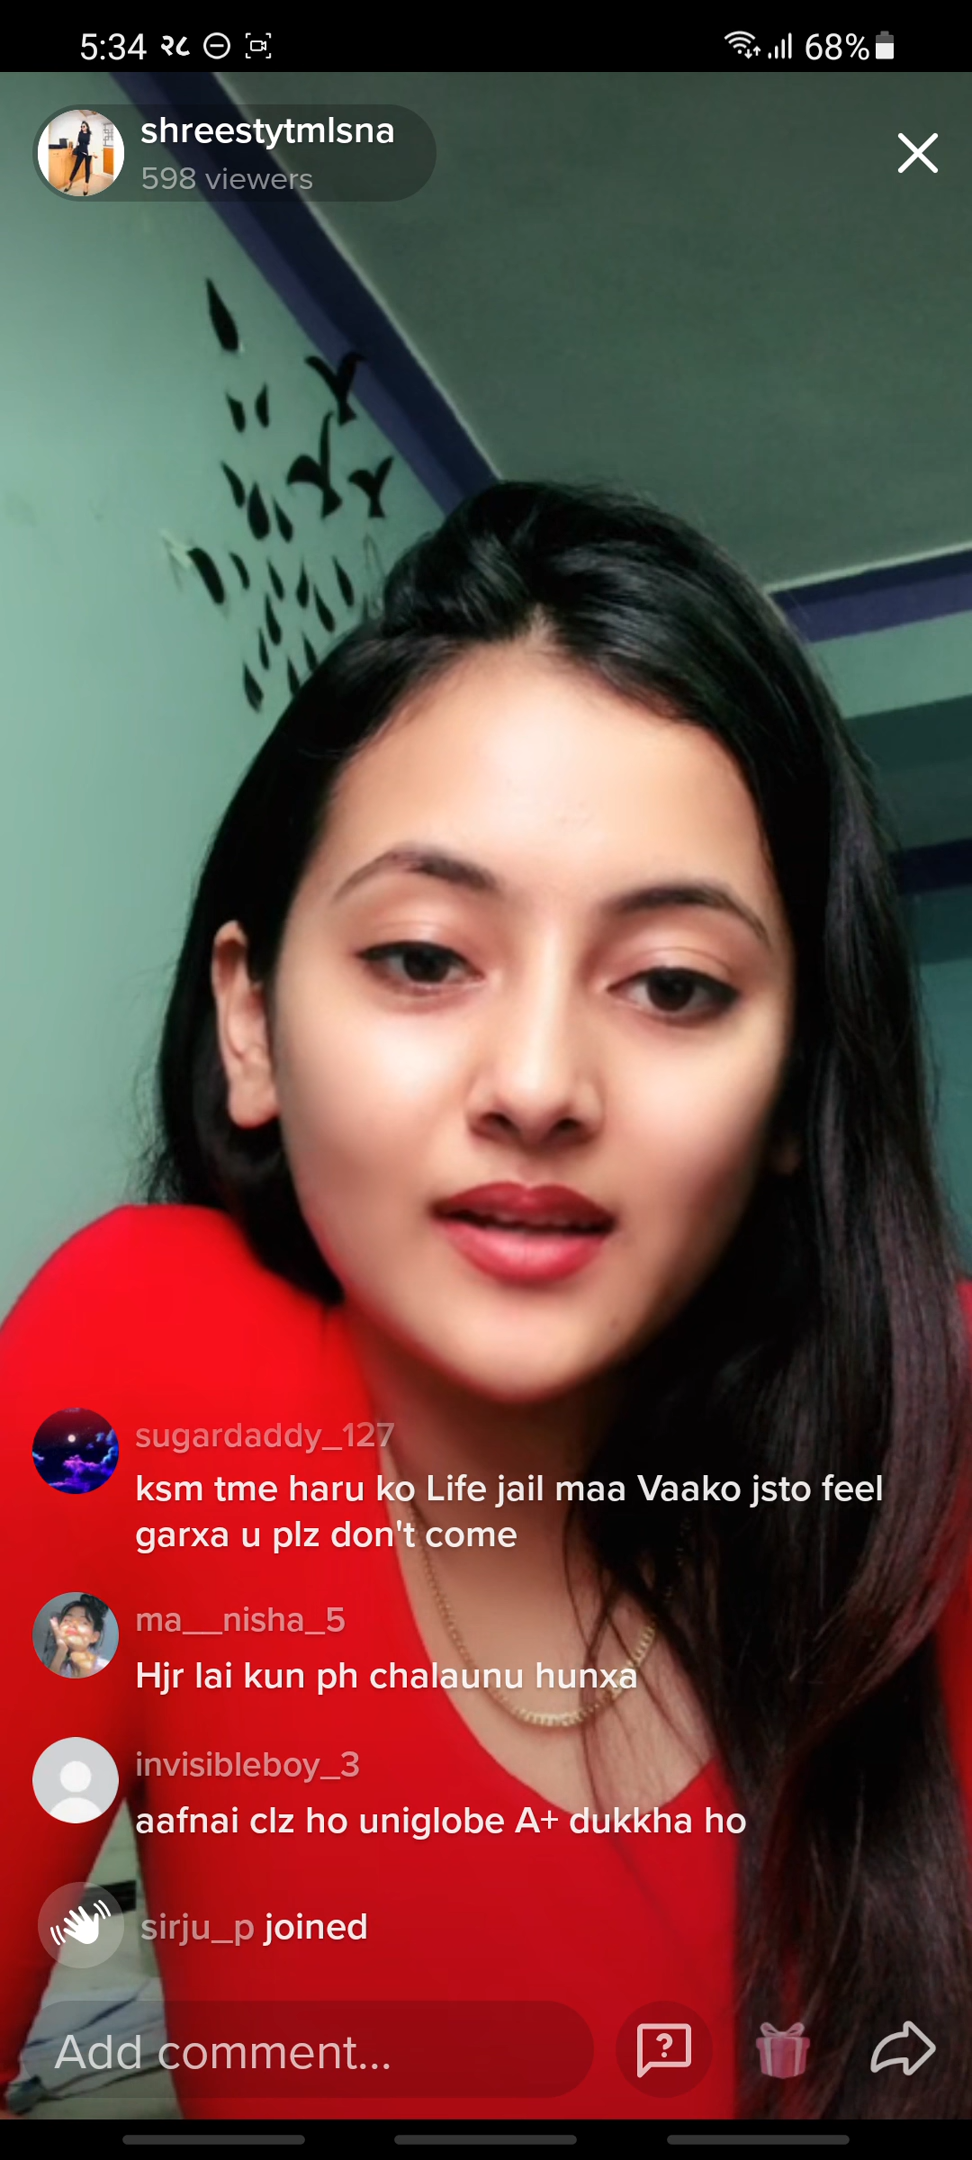 5:34 २८ 68%
shreestytmlsna
598 viewers
sugardaddy_127
ksm tme haru ko Life jail maa Vaako jsto feel
garxa u plz don't come
ma__nisha_5
Hjr lai kun ph chalaunu hunxa
invisibleboy_3
aafnai clz ho uniglobe A+ dukkha ho
sirju_p joined
Add comment...
?